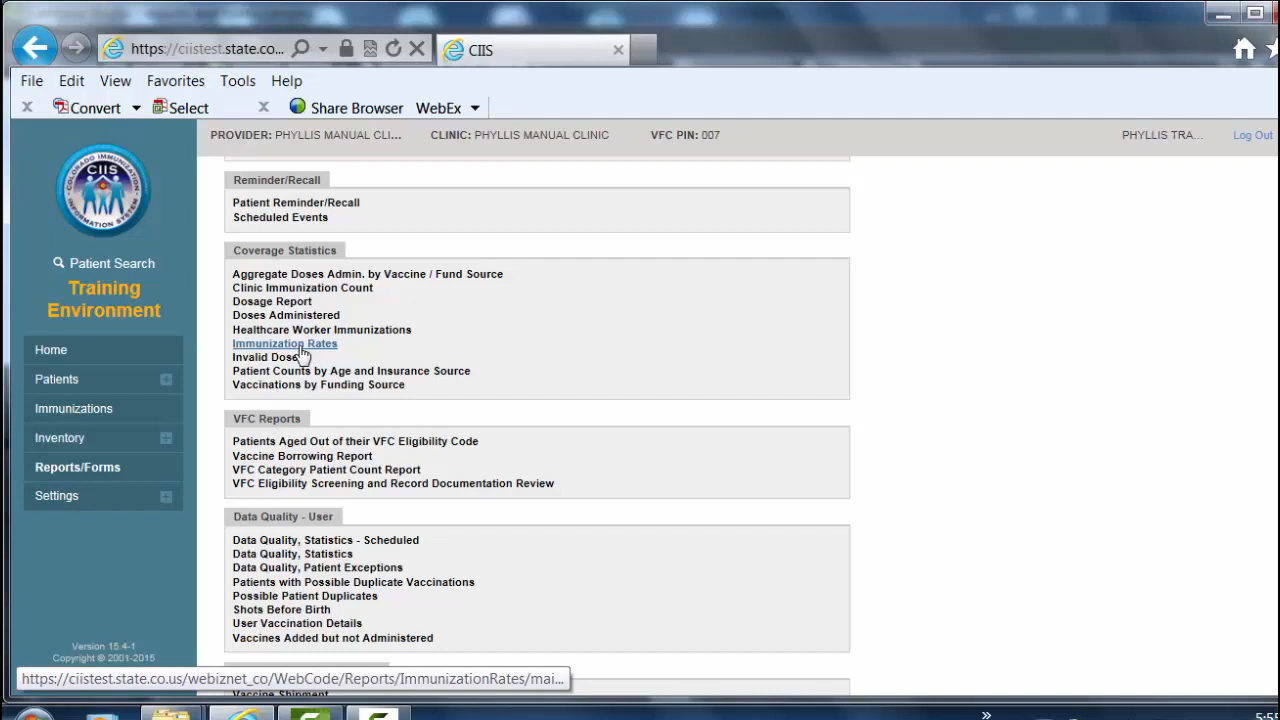 https://ciistest.state.co...
CIIS
File Edit View Favorites Tools Help
Convert Select Share Browser WebEx
PROVIDER: PHYLLIS MANUAL CLI... CLINIC: PHYLLIS MANUAL CLINIC VFC PIN: 007 PHYLLIS TRA... Log Out
COLORADO IMMUNIZATION
CIIS
INFORMATION SYSTEM
Patient Search
Training
Environment
Home
Patients
Immunizations
Inventory
Reports/Forms
Settings
Version 15.4-1
Copyright © 2001-2015
Reminder/Recall
Patient Reminder/Recall
Scheduled Events
Coverage Statistics
Aggregate Doses Admin. by Vaccine / Fund Source
Clinic Immunization Count
Dosage Report
Doses Administered
Healthcare Worker Immunizations
Immunization Rates
Invalid Doses
Patient Counts by Age and Insurance Source
Vaccinations by Funding Source
VFC Reports
Patients Aged Out of their VFC Eligibility Code
Vaccine Borrowing Report
VFC Category Patient Count Report
VFC Eligibility Screening and Record Documentation Review
Data Quality - User
Data Quality, Statistics - Scheduled
Data Quality, Statistics
Data Quality, Patient Exceptions
Patients with Possible Duplicate Vaccinations
Possible Patient Duplicates
Shots Before Birth
User Vaccination Details
Vaccines Added but not Administered
Vaccine Shipment
https://ciistest.state.co.us/webiznet_co/WebCode/Reports/ImmunizationRates/mai...